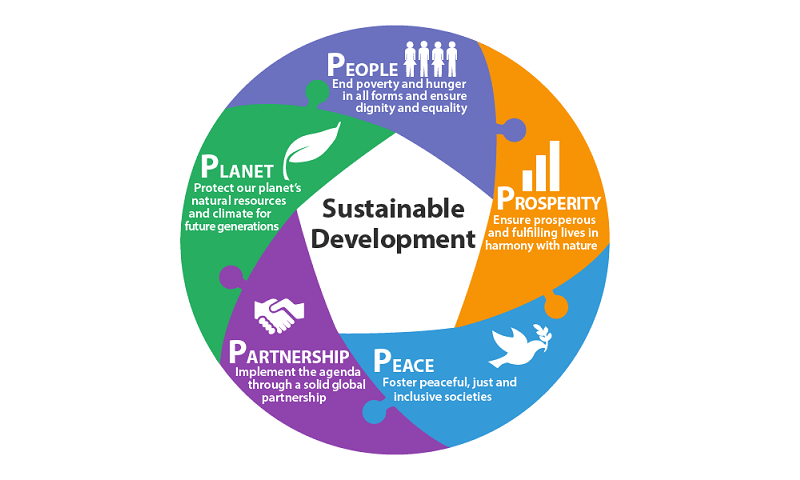 Sustainable
Development
PEOPLE
End poverty and hunger
in all forms and ensure
dignity and equality
PROSPERITY
Ensure prosperous
and fulfilling lives in
harmony with nature
PEACE
Foster peaceful, just and
inclusive societies
PARTNERSHIP
Implement the agenda
through a solid global
partnership
PLANET
Protect our planet's
natural resources
and climate for
future generations